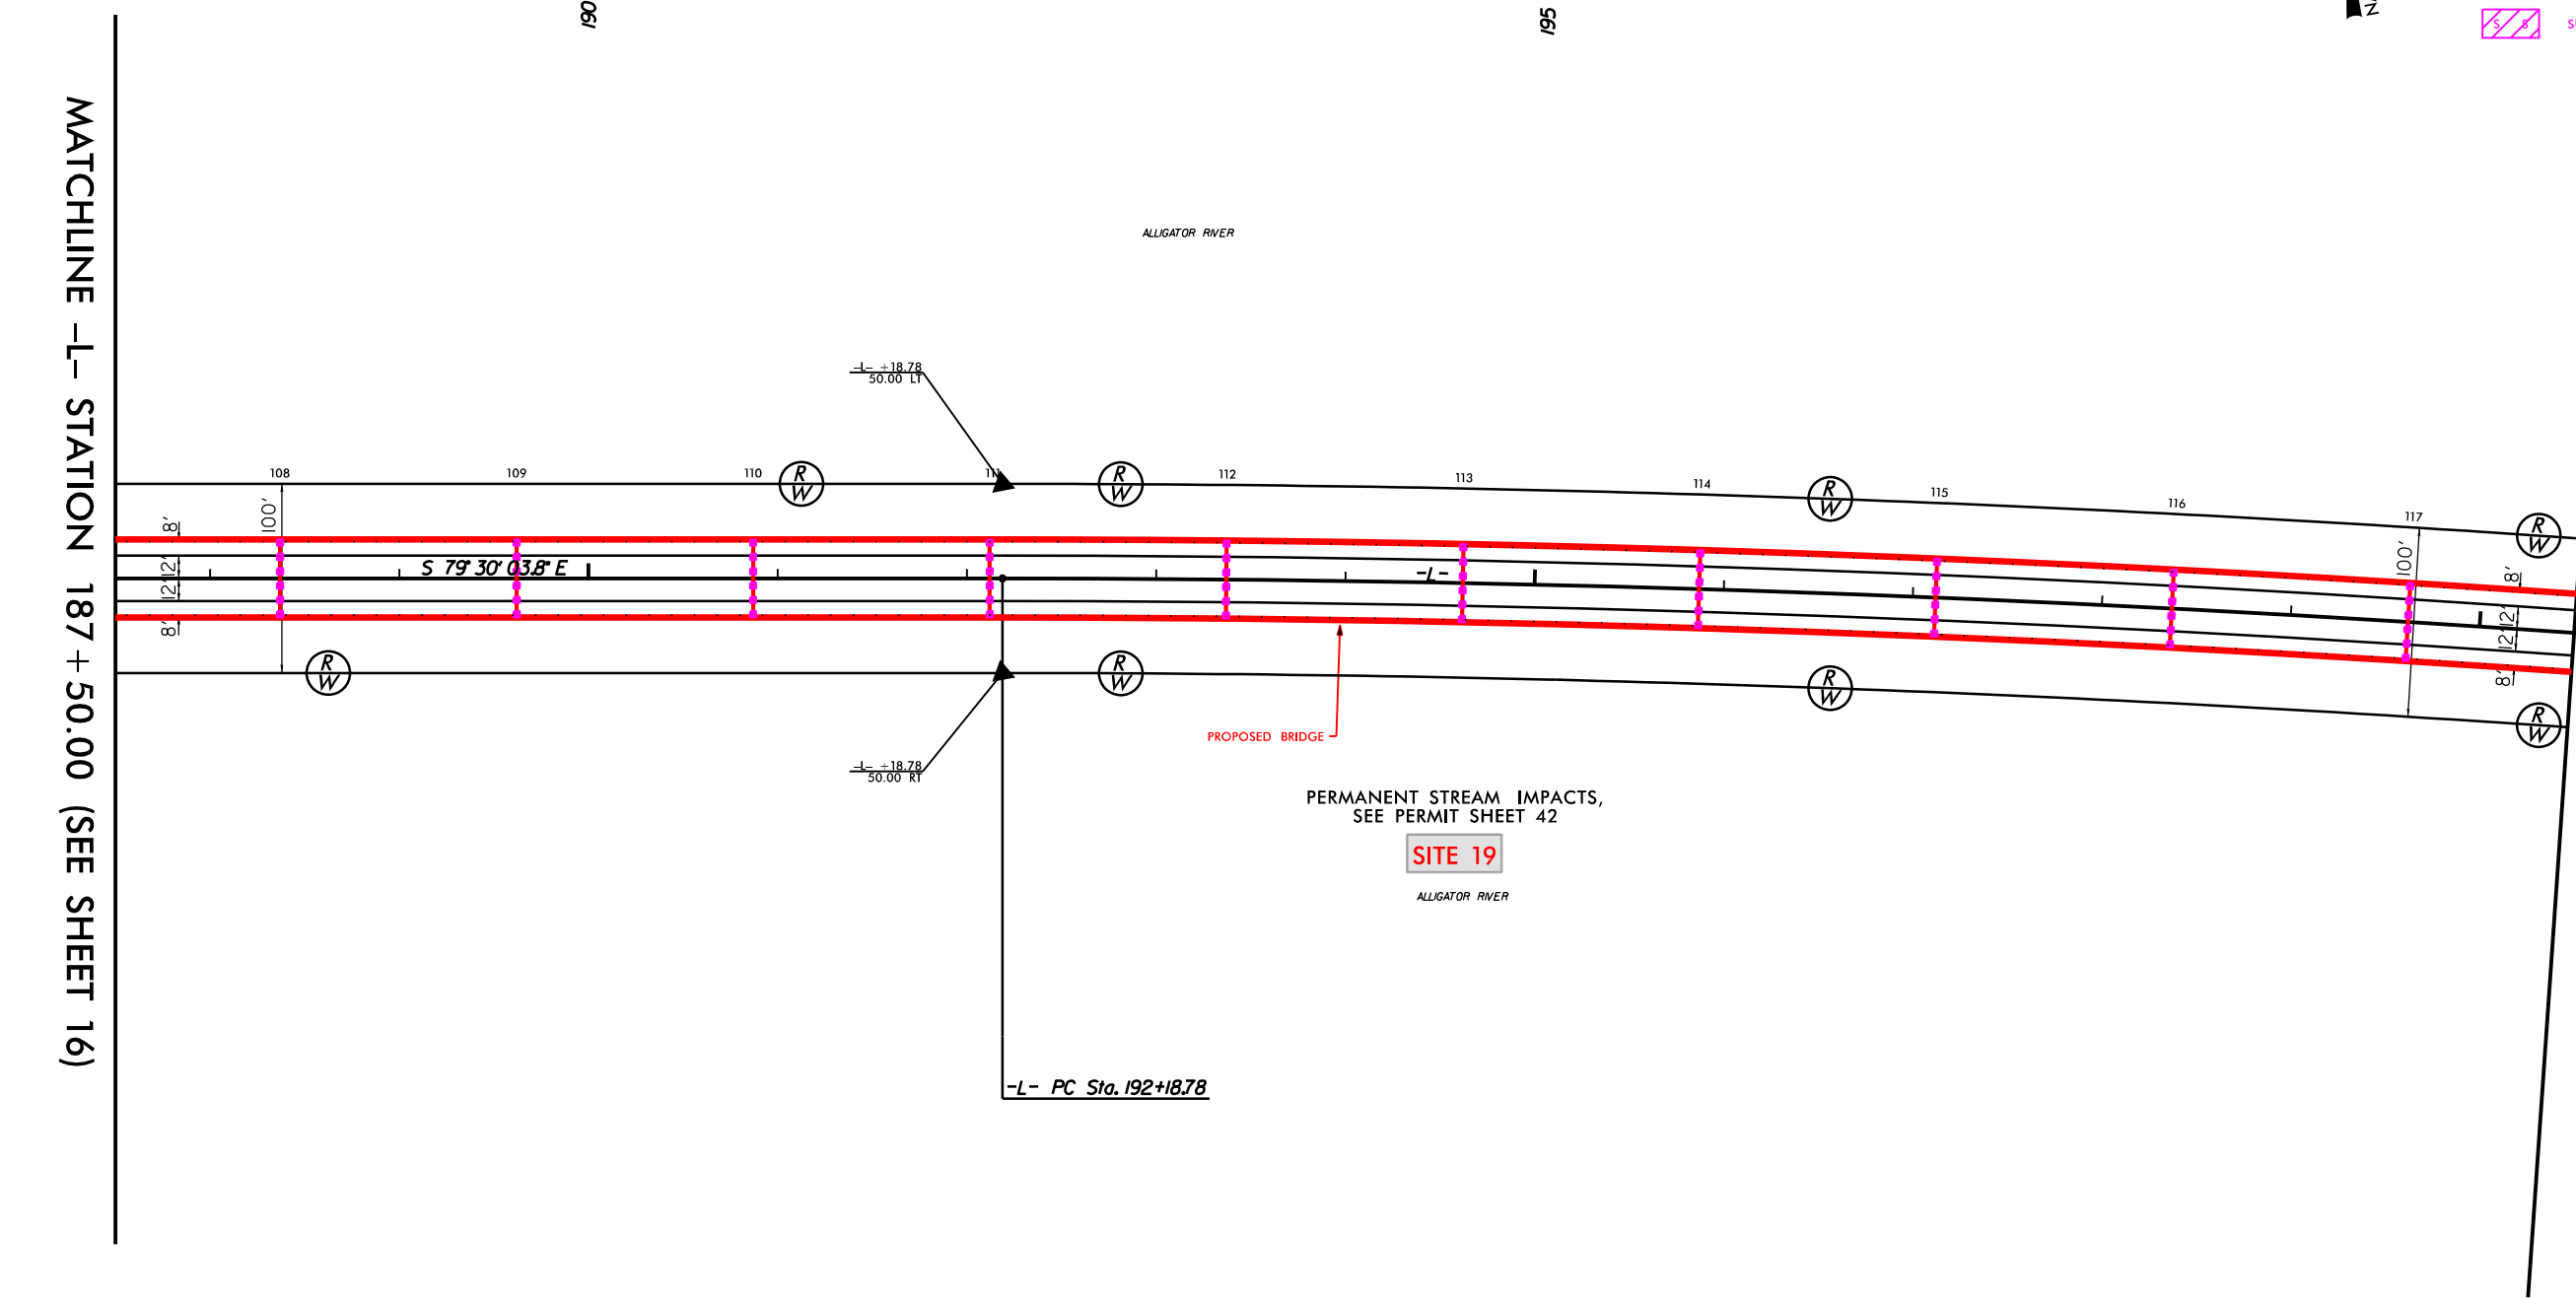 190
195
N
S S
MATCHLINE -L- STATION 187+50.00 (SEE SHEET 16)
ALLIGATOR RIVER
-L- +18.78
50.00 LT
108
109
110
111
112
113
114
115
116
117
R
W
R
W
R
W
R
W
100'
100'
8'
12'
12'
8'
S 79° 30' 03.8" E
-L-
8'
12'
12'
8'
R
W
R
W
R
W
R
W
PROPOSED BRIDGE
-L- +18.78
50.00 RT
PERMANENT STREAM IMPACTS,
SEE PERMIT SHEET 42
SITE 19
ALLIGATOR RIVER
-L- PC Sta. 192+18.78